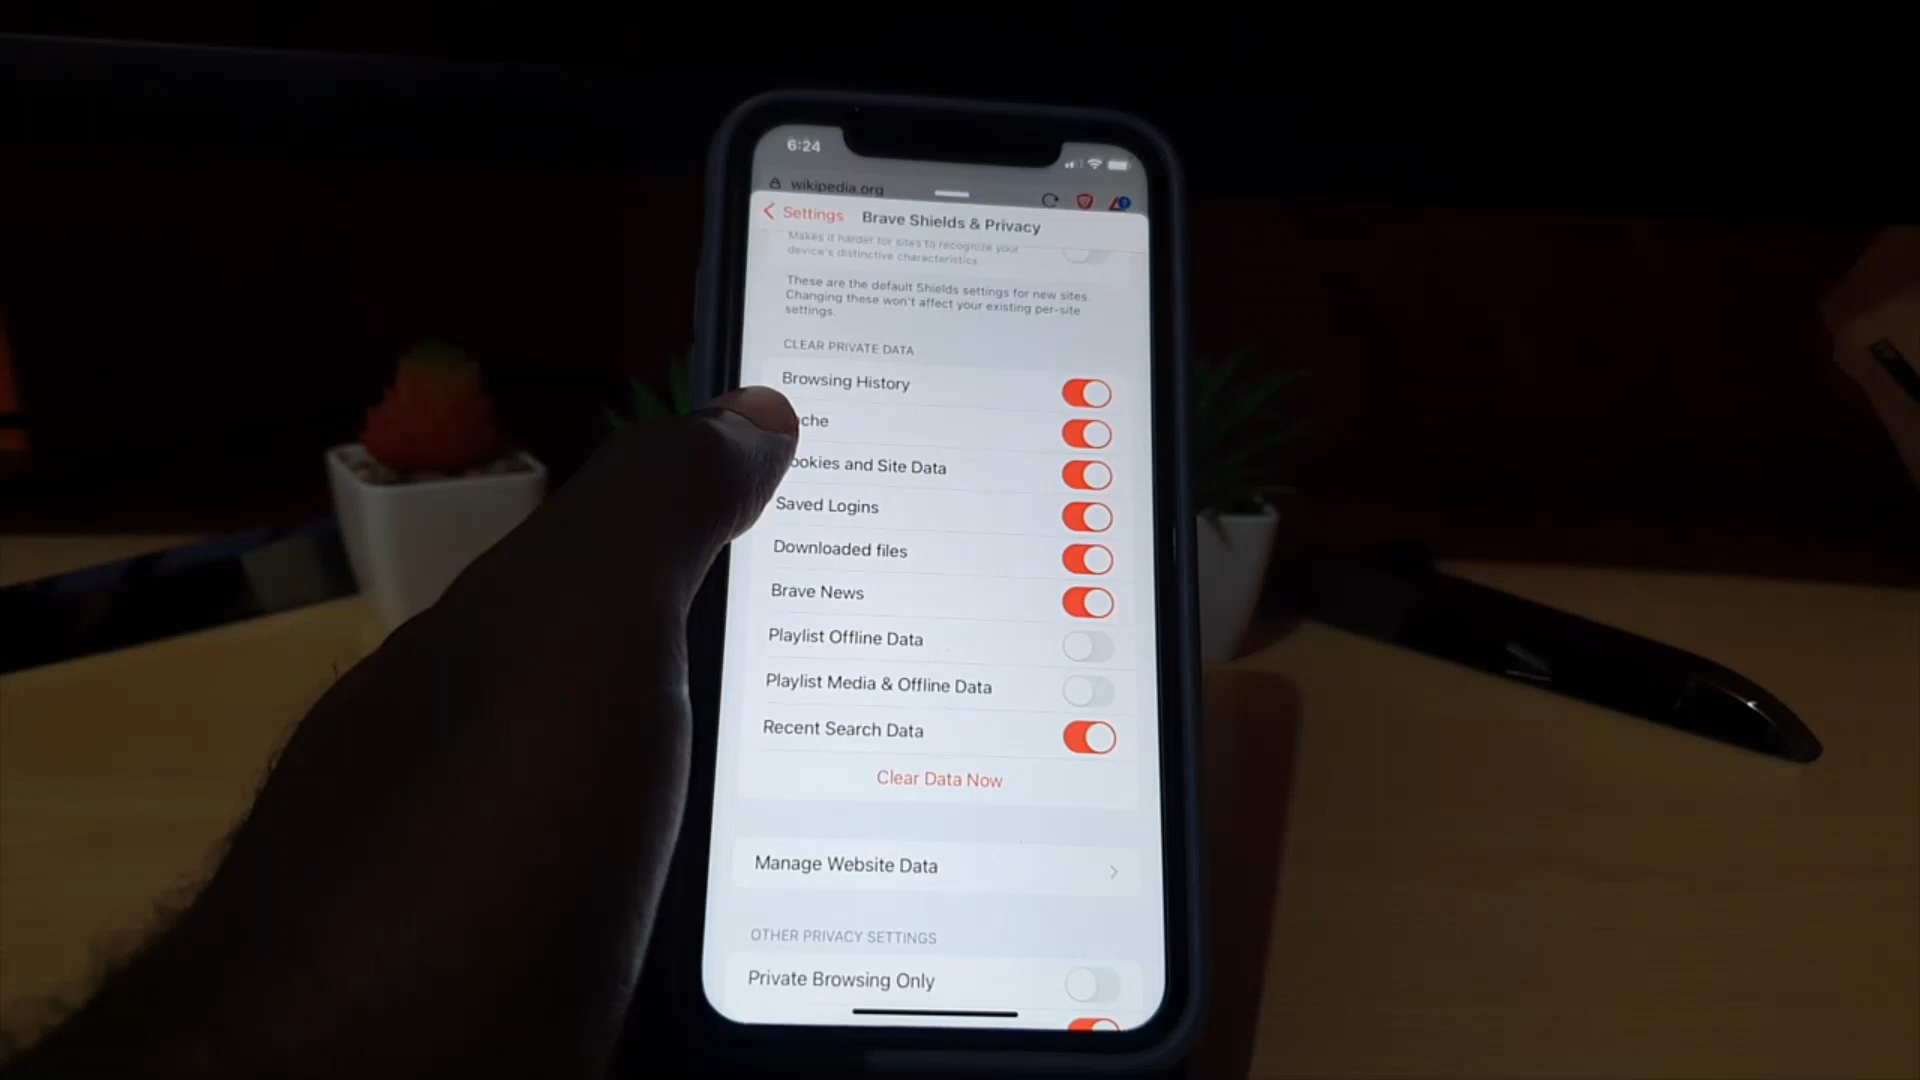 6:24
wikipedia.org
Settings Brave Shields & Privacy
Makes it harder for sites to recognize your
device's distinctive characteristics.
These are the default Shields settings for new sites.
Changing these won't affect your existing per-site
settings.
CLEAR PRIVATE DATA
Browsing History
che
ookies and Site Data
Saved Logins
Downloaded files
Brave News
Playlist Offline Data
Playlist Media & Offline Data
Recent Search Data
Clear Data Now
Manage Website Data
OTHER PRIVACY SETTINGS
Private Browsing Only